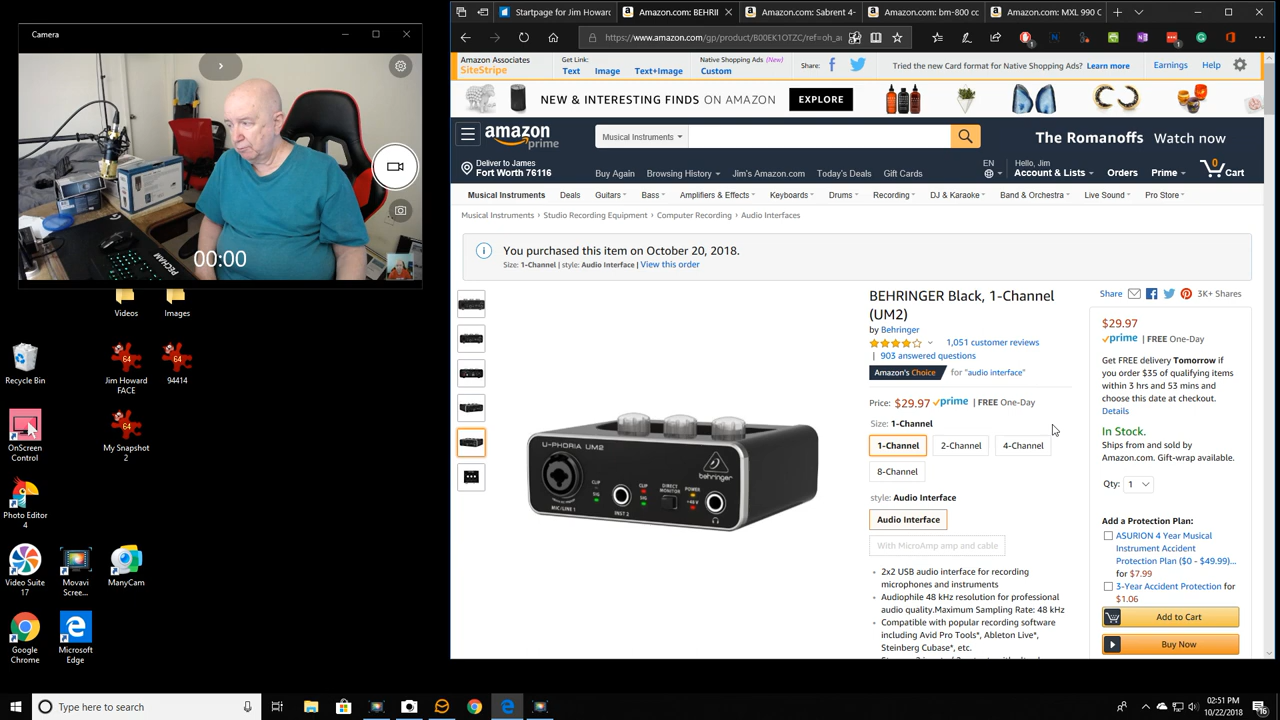 Camera
00:00
PECHAM
Videos
Images
Recycle Bin
Jim Howard
FACE
94414
OnScreen
Control
My Snapshot
2
Photo Editor
4
Video Suite
17
Movavi
Scree...
ManyCam
Google
Chrome
Microsoft
Edge
Startpage for Jim Howard
Amazon.com: BEHRI
Amazon.com: Sabrent 4-
Amazon.com: bm-800 co
Amazon.com: MXL 990 C
https://www.amazon.com/gp/product/B00EK1OTZC/ref=oh_a
Amazon Associates
SiteStripe
Get Link:
Text
Image
Text+Image
Native Shopping Ads (New)
Custom
Share:
Tried the new Card format for Native Shopping Ads? Learn more
Earnings
Help
NEW & INTERESTING FINDS ON AMAZON
EXPLORE
amazon
prime
Musical Instruments
The Romanoffs Watch now
Deliver to James
Fort Worth 76116
Buy Again
Browsing History
Jim's Amazon.com
Today's Deals
Gift Cards
EN
Hello, Jim
Account & Lists
Orders
Prime
0
Cart
Musical Instruments
Deals
Guitars
Bass
Amplifiers & Effects
Keyboards
Drums
Recording
DJ & Karaoke
Band & Orchestra
Live Sound
Pro Store
Musical Instruments
Studio Recording Equipment
Computer Recording
Audio Interfaces
You purchased this item on October 20, 2018.
Size: 1-Channel | style: Audio Interface | View this order
BEHRINGER Black, 1-Channel
(UM2)
by Behringer
1,051 customer reviews
| 903 answered questions
Amazon's Choice for "audio interface"
Price: $29.97 prime | FREE One-Day
Size: 1-Channel
1-Channel
2-Channel
4-Channel
8-Channel
style: Audio Interface
Audio Interface
With MicroAmp amp and cable
• 2x2 USB audio interface for recording
microphones and instruments
• Audiophile 48 kHz resolution for professional
audio quality.Maximum Sampling Rate: 48 kHz
• Compatible with popular recording software
including Avid Pro Tools*, Ableton Live*,
Steinberg Cubase*, etc.
U-PHORIA UM2
behringer
CLIP
SIG
MIC/LINE 1
INST 2
CLIP
SIG
DIRECT
MONITOR
POWER
+48 V
Share
3K+ Shares
$29.97
prime | FREE One-Day
Get FREE delivery Tomorrow if
you order $35 of qualifying items
within 3 hrs and 53 mins and
choose this date at checkout.
Details
In Stock.
Ships from and sold by
Amazon.com. Gift-wrap available.
Qty: 1
Add a Protection Plan:
ASURION 4 Year Musical
Instrument Accident
Protection Plan ($0 - $49.99)...
for $7.99
3-Year Accident Protection for
$1.06
Add to Cart
Buy Now
Type here to search
02:51 PM
10/22/2018
16